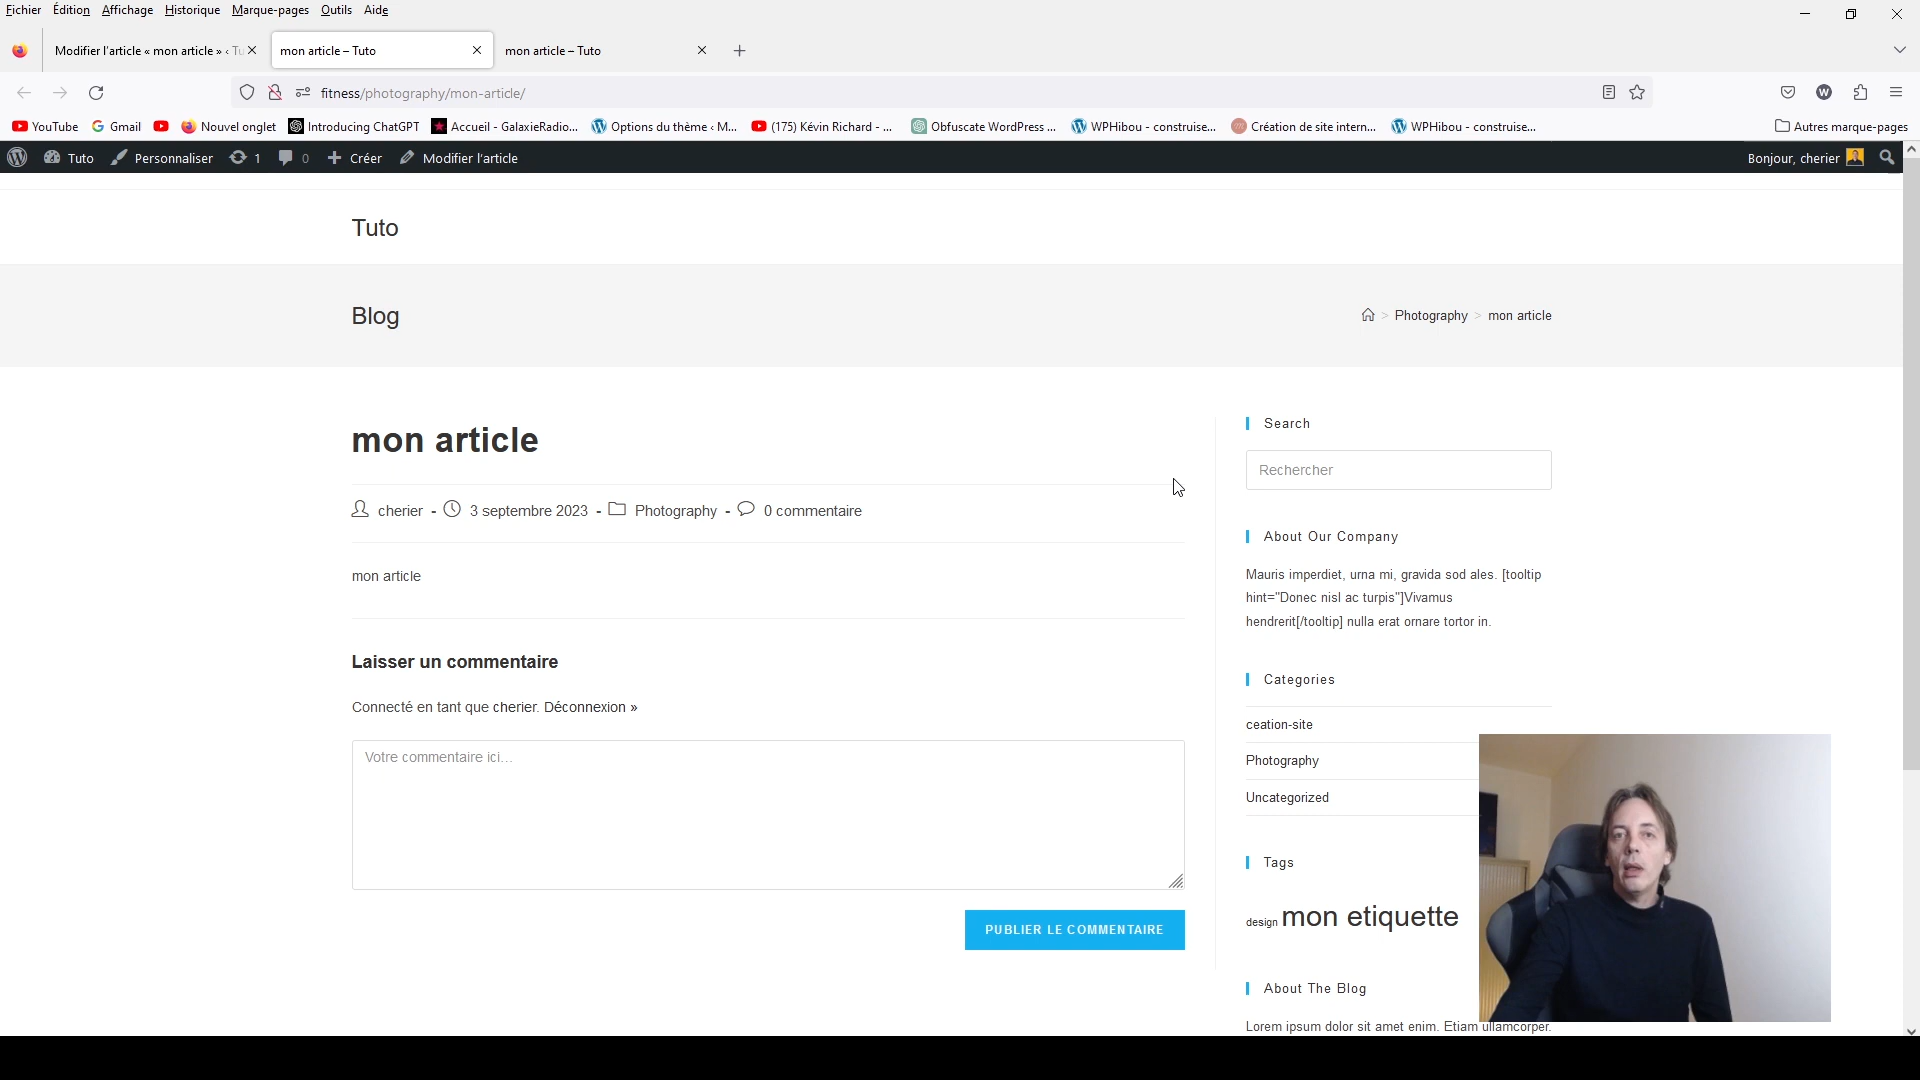 Fichier Édition Affichage Historique Marque-pages Outils Aide
Modifier l'article « mon article » ‹ Tu
mon article – Tuto
mon article – Tuto
fitness/photography/mon-article/
YouTube Gmail Nouvel onglet Introducing ChatGPT Accueil - GalaxieRadio... Options du thème ‹ M... (175) Kévin Richard - ... Obfuscate WordPress ... WPHibou - construise... Création de site intern... WPHibou - construise... Autres marque-pages
Tuto Personnaliser 1 0 Créer Modifier l'article Bonjour, cherier
Tuto
Blog
> Photography > mon article
mon article
cherier - 3 septembre 2023 - Photography - 0 commentaire
mon article
Laisser un commentaire
Connecté en tant que cherier. Déconnexion »
Votre commentaire ici...
PUBLIER LE COMMENTAIRE
Search
Rechercher
About Our Company
Mauris imperdiet, urna mi, gravida sod ales. [tooltip
hint="Donec nisl ac turpis"]Vivamus
hendrerit[/tooltip] nulla erat ornare tortor in.
Categories
ceation-site
Photography
Uncategorized
Tags
design mon etiquette
About The Blog
Lorem ipsum dolor sit amet enim. Etiam ullamcorper.